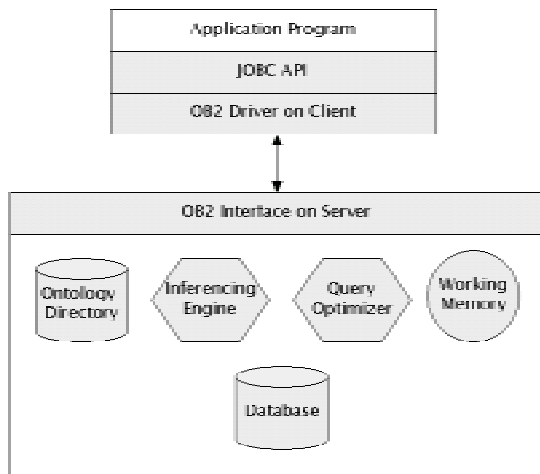 Application Program
JOBC API
OB2 Driver on Client
OB2 Interface on Server
Ontology
Directory
Inferencing
Engine
Query
Optimizer
Working
Memory
Database